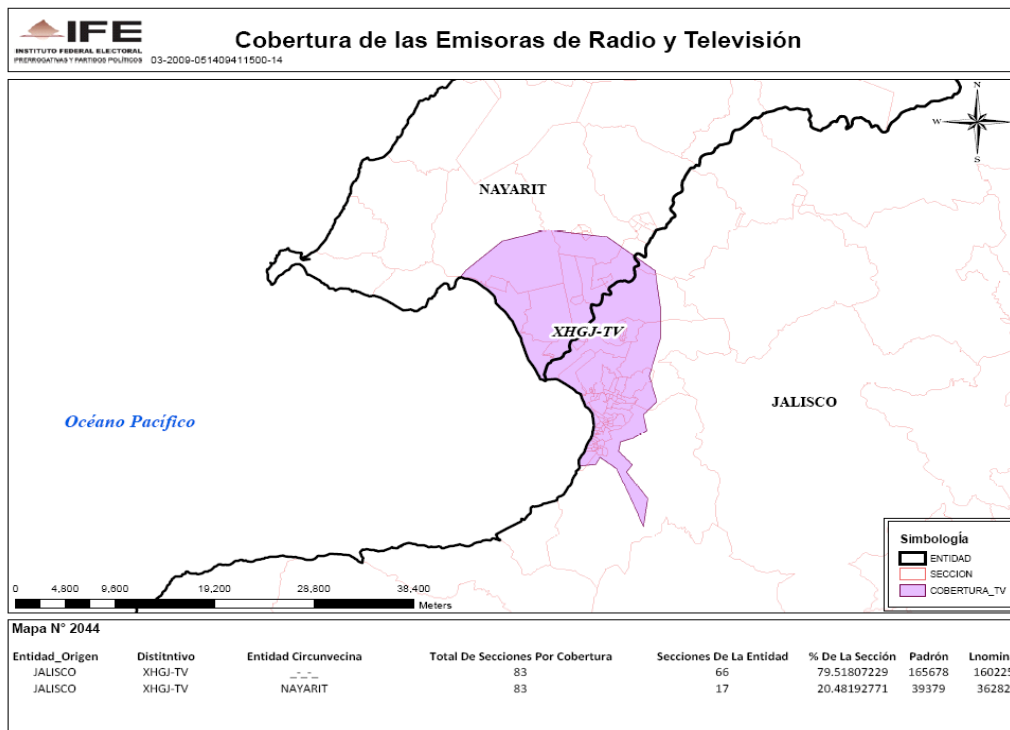 IFE
INSTITUTO FEDERAL ELECTORAL
PRERROGATIVAS Y PARTIDOS POLÍTICOS
03-2009-051409411500-14
Cobertura de las Emisoras de Radio y Televisión
N
W
S
NAYARIT
XHGJ-TV
JALISCO
Océano Pacífico
Simbología
ENTIDAD
SECCION
COBERTURA_TV
0 4,800 9,600 19,200 28,800 38,400
Meters
Mapa N° 2044
Entidad_Origen Distitntivo Entidad Circunvecina Total De Secciones Por Cobertura Secciones De La Entidad % De La Sección Padrón Lnomin
JALISCO XHGJ-TV _-_-_ 83 66 79.51807229 165678 160225
JALISCO XHGJ-TV NAYARIT 83 17 20.48192771 39379 36282